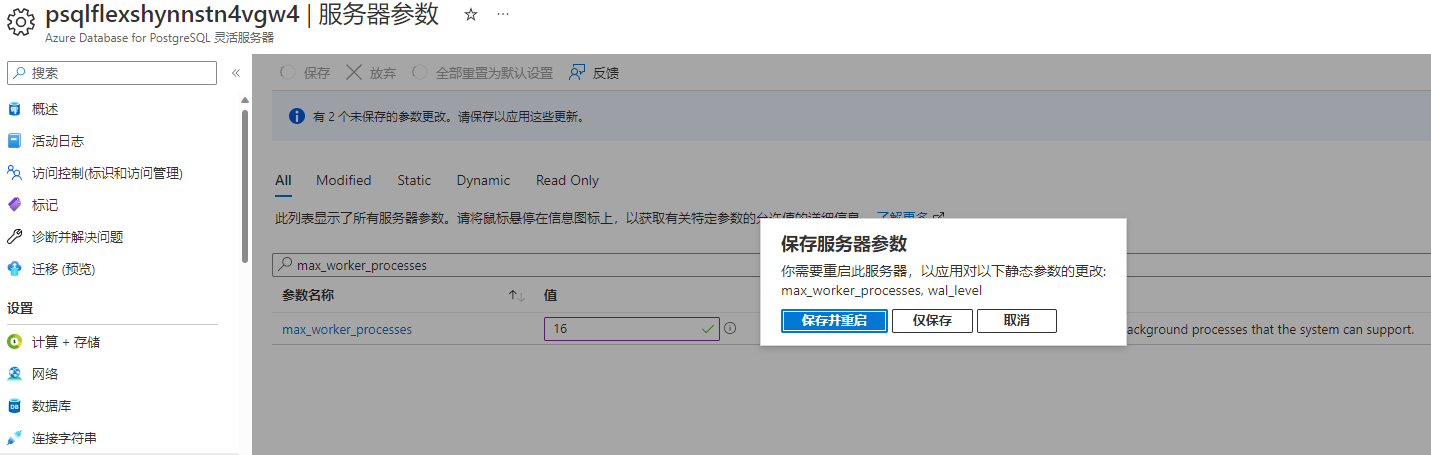 psqlflexshynnstn4vgw4 | 服务器参数
Azure Database for PostgreSQL 灵活服务器
搜索
概述
活动日志
访问控制(标识和访问管理)
标记
诊断并解决问题
迁移 (预览)
设置
计算 + 存储
网络
数据库
连接字符串
保存 放弃 全部重置为默认设置 反馈
有 2 个未保存的参数更改。请保存以应用这些更新。
All Modified Static Dynamic Read Only
此列表显示了所有服务器参数。请将鼠标悬停在信息图标上，以获取有关特定参数的允许值的详细信息。 了解更多
max_worker_processes
参数名称 值
max_worker_processes 16 ackground processes that the system can support.
保存服务器参数
你需要重启此服务器，以应用对以下静态参数的更改:
max_worker_processes, wal_level
保存并重启 仅保存 取消